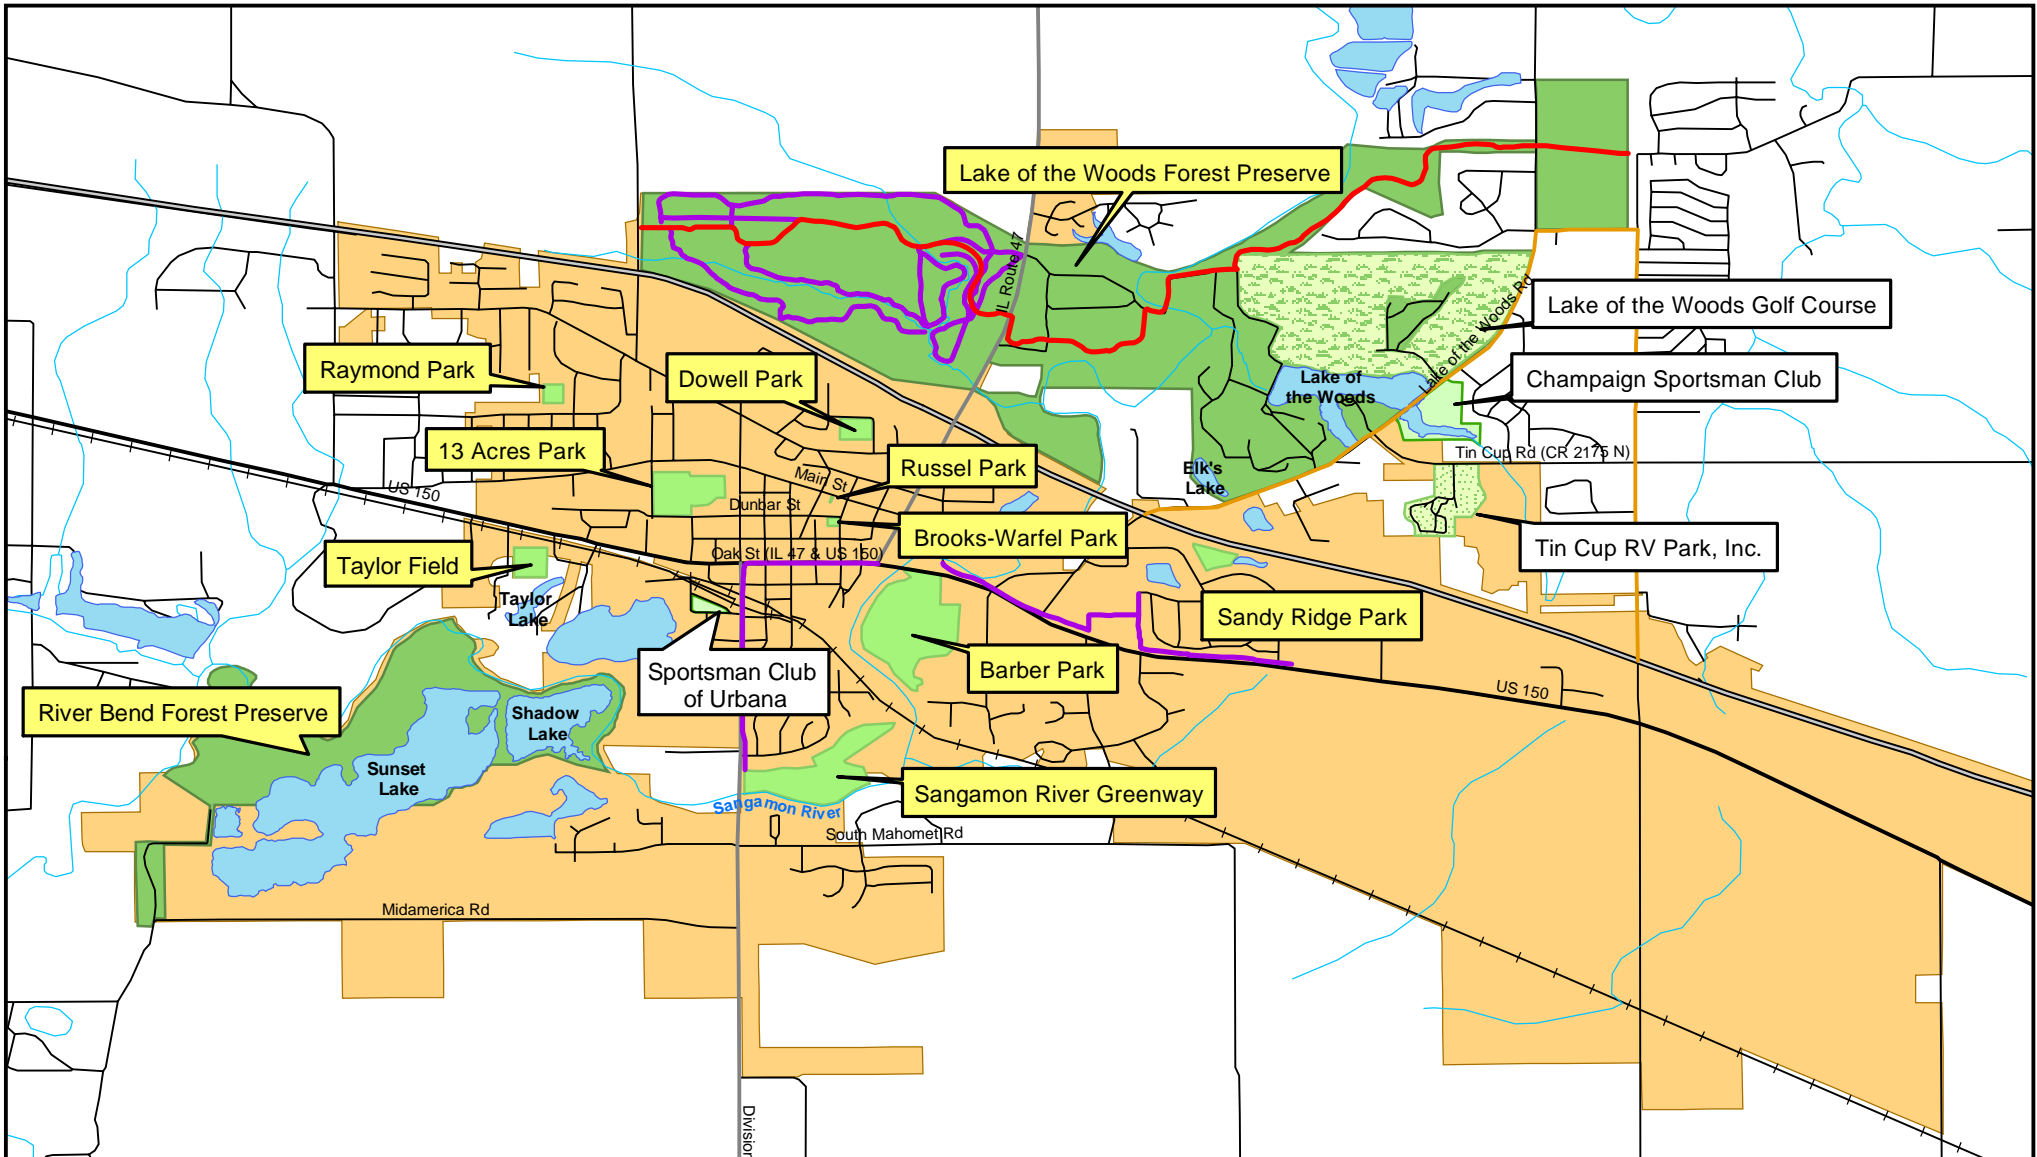 Lake of the Woods Forest Preserve
IL Route 47
Lake of the Woods Rd
Lake of the Woods Golf Course
Raymond Park
Dowell Park
Champaign Sportsman Club
Lake of
the Woods
13 Acres Park
Russel Park
Tin Cup Rd (CR 2175 N)
Elk's
Lake
Main St
US 150
Dunbar St
Brooks-Warfel Park
Tin Cup RV Park, Inc.
Oak St (IL 47 & US 150)
Taylor Field
Taylor
Lake
Sandy Ridge Park
Sportsman Club
of Urbana
Barber Park
US 150
River Bend Forest Preserve
Shadow
Lake
Sunset
Lake
Sangamon River Greenway
Sangamon River
South Mahomet Rd
Midamerica Rd
Division